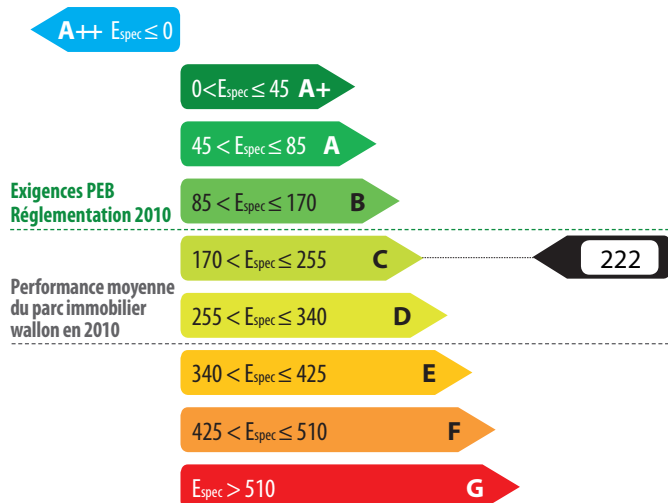 A++ Espec ≤ 0
0<Espec ≤ 45 A+
45 < Espec ≤ 85 A
Exigences PEB
Réglementation 2010
85 < Espec ≤ 170 B
170 < Espec ≤ 255 C
222
Performance moyenne
du parc immobilier
wallon en 2010
255 < Espec ≤ 340 D
340 < Espec ≤ 425 E
425 < Espec ≤ 510 F
Espec > 510 G